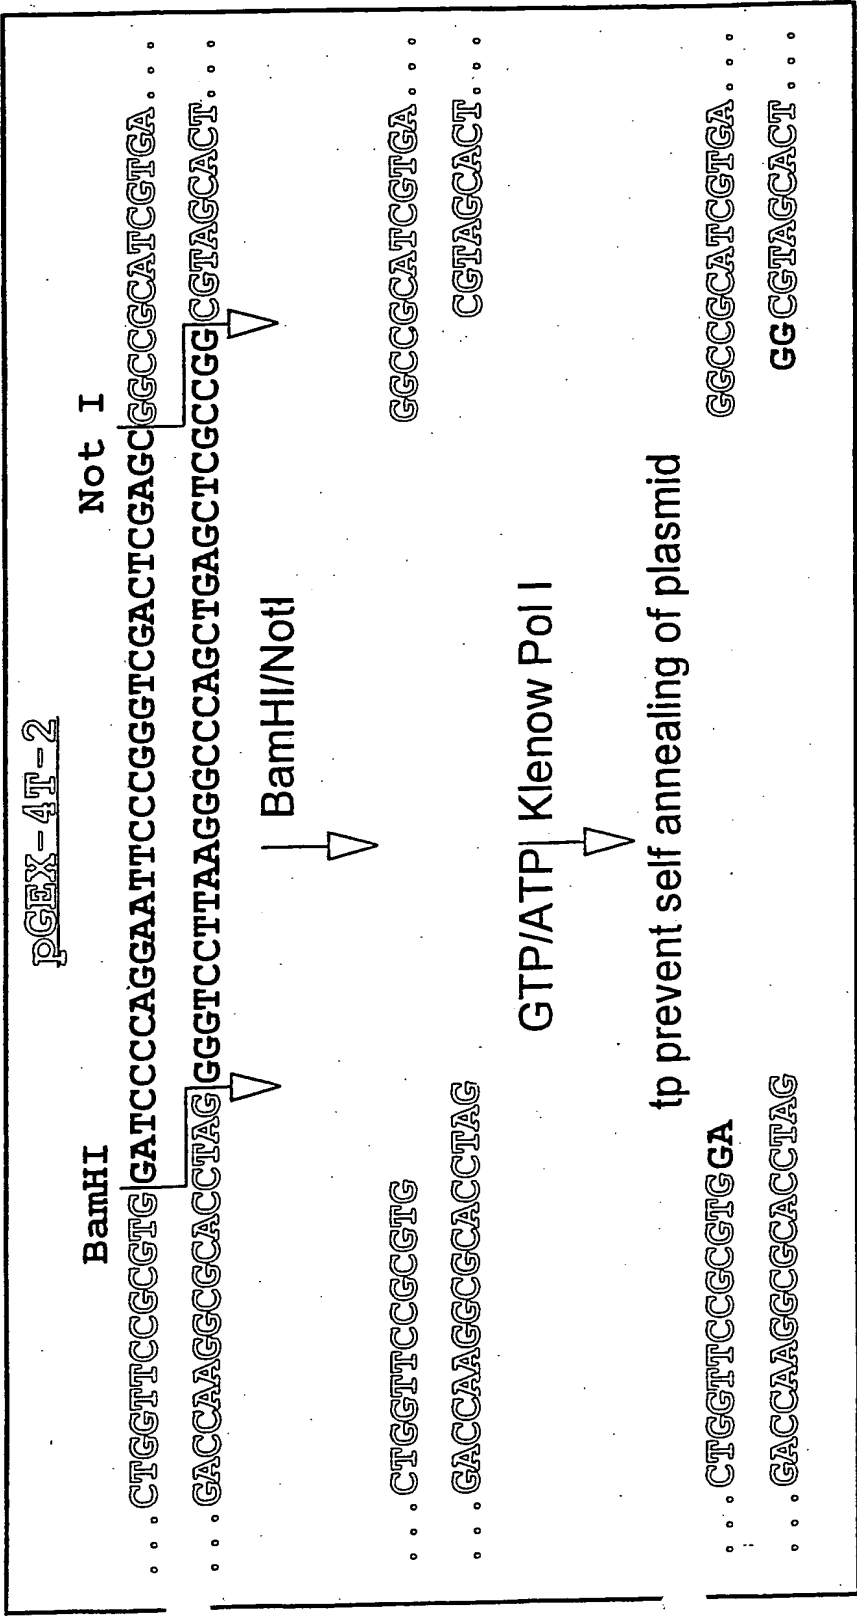 pGEX-4T-2
BamHI Not I
...CTGGTTCCGCGTGGATCCCCAGGAATTCCCGGGTCGACTCGAGCGGCCGCATCGTGA...
...GACCAAGGCGCACCTAGGGGTCCTTAAGGGCCCAGCTGAGCTCGCCGGCGTAGCACT...
BamHI/NotI
...CTGGTTCCGCGTG GGCCGCATCGTGA...
...GACCAAGGCGCACCTAG CGTAGCACT...
GTP/ATP Klenow Pol I
tp prevent self annealing of plasmid
...CTGGTTCCGCGTGGA GGCCGCATCGTGA...
...GACCAAGGCGCACCTAG GGCGTAGCACT...